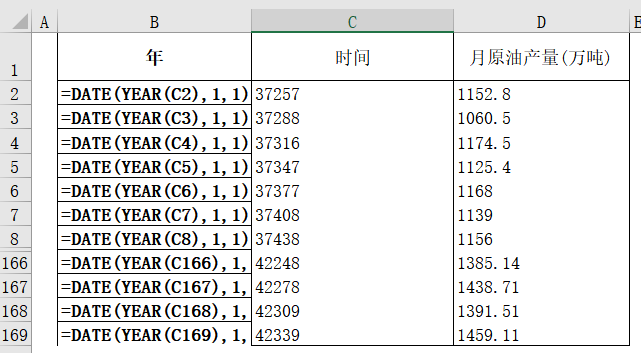 A B C D E
1 年 时间 月原油产量(万吨)
2 =DATE(YEAR(C2),1,1) 37257 1152.8
3 =DATE(YEAR(C3),1,1) 37288 1060.5
4 =DATE(YEAR(C4),1,1) 37316 1174.5
5 =DATE(YEAR(C5),1,1) 37347 1125.4
6 =DATE(YEAR(C6),1,1) 37377 1168
7 =DATE(YEAR(C7),1,1) 37408 1139
8 =DATE(YEAR(C8),1,1) 37438 1156
166 =DATE(YEAR(C166),1, 42248 1385.14
167 =DATE(YEAR(C167),1, 42278 1438.71
168 =DATE(YEAR(C168),1, 42309 1391.51
169 =DATE(YEAR(C169),1, 42339 1459.11